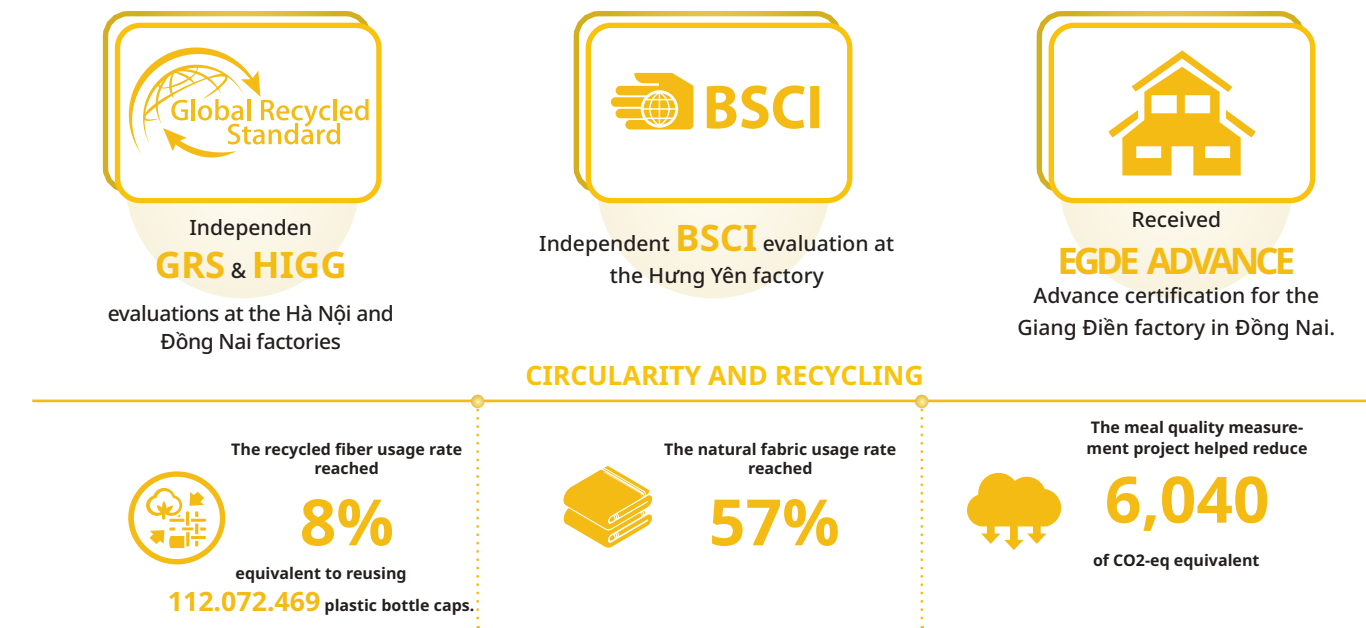 Global Recycled
Standard
Independen
GRS & HIGG
evaluations at the Hà Nội and
Đồng Nai factories
BSCI
Independent BSCI evaluation at
the Hưng Yên factory
Received
EGDE ADVANCE
Advance certification for the
Giang Điền factory in Đồng Nai.
CIRCULARITY AND RECYCLING
The recycled fiber usage rate
reached
8%
equivalent to reusing
112.072.469 plastic bottle caps.
The natural fabric usage rate
reached
57%
The meal quality measure-
ment project helped reduce
6,040
of CO2-eq equivalent